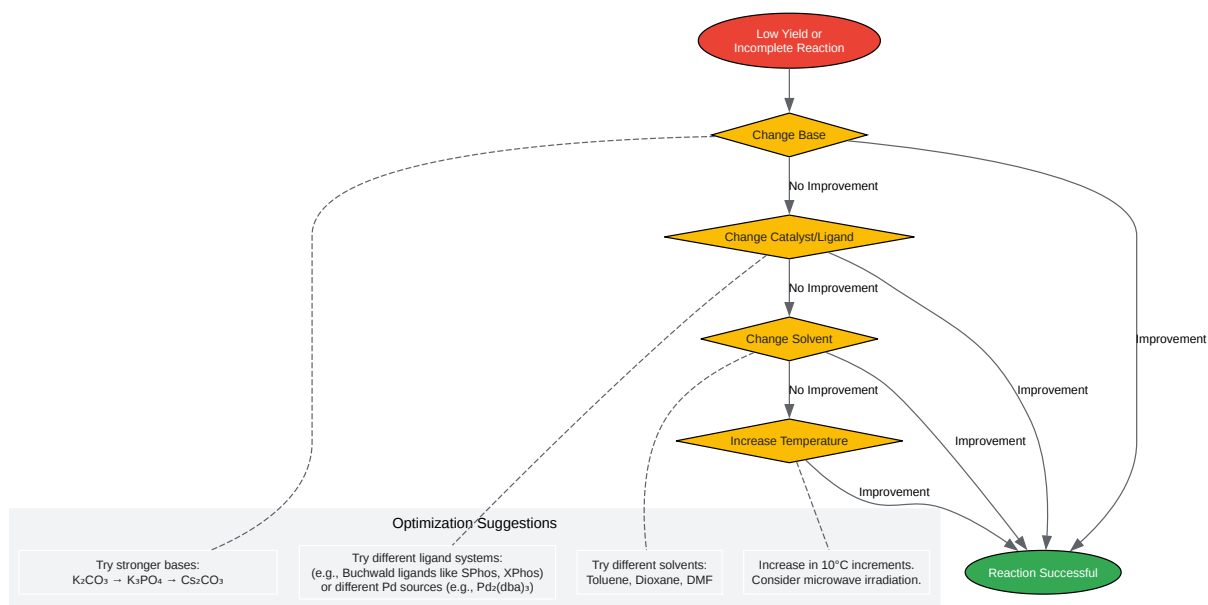 Low Yield or
Incomplete Reaction
Change Base
No Improvement
Change Catalyst/Ligand
No Improvement
Change Solvent
Improvement
No Improvement
Improvement
Increase Temperature
Improvement
Improvement
Optimization Suggestions
Try stronger bases:
K₂CO₃ → K₃PO₄ → Cs₂CO₃
Try different ligand systems:
(e.g., Buchwald ligands like SPhos, XPhos)
or different Pd sources (e.g., Pd₂(dba)₃)
Try different solvents:
Toluene, Dioxane, DMF
Increase in 10°C increments.
Consider microwave irradiation.
Reaction Successful